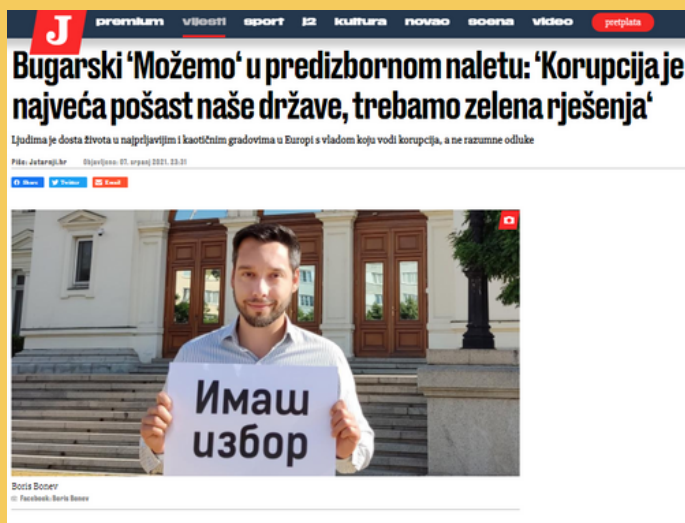 J premium vijesti sport j2 kultura novac scena video pretplata
Bugarski ‘Možemo‘ u predizbornom naletu: ‘Korupcija je
najveća pošast naše države, trebamo zelena rješenja‘
Ljudima je dosta života u najprljavijim i kaotičnim gradovima u Europi s vladom koju vodi korupcija, a ne razumne odluke
Piše: Jutarnji.hr Objavljeno: 07. srpanj 2021. 23:31
Share Twitter Email
Имаш
избор
Boris Bonev
Facebook: Boris Bonev